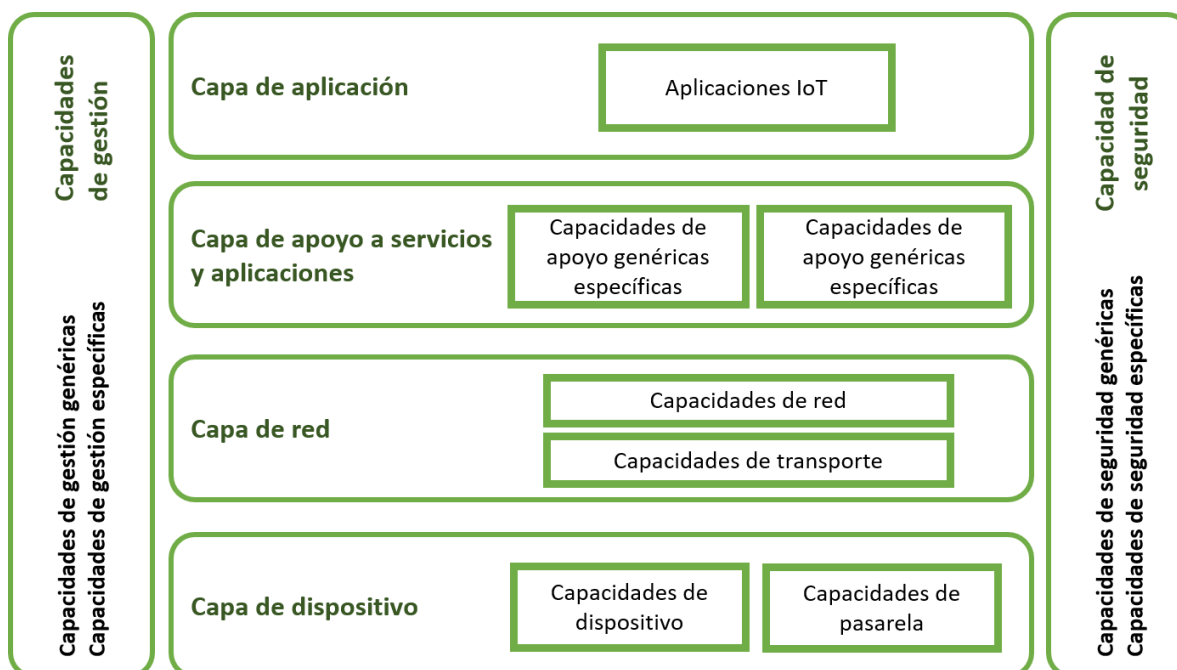 Capacidades
de gestión
Capacidades de gestión genéricas
Capacidades de gestión específicas
Capa de aplicación
Aplicaciones IoT
Capa de apoyo a servicios
y aplicaciones
Capacidades de
apoyo genéricas
específicas
Capacidades de
apoyo genéricas
específicas
Capa de red
Capacidades de red
Capacidades de transporte
Capa de dispositivo
Capacidades de
dispositivo
Capacidades de
pasarela
Capacidad de
seguridad
Capacidades de seguridad genéricas
Capacidades de seguridad específicas